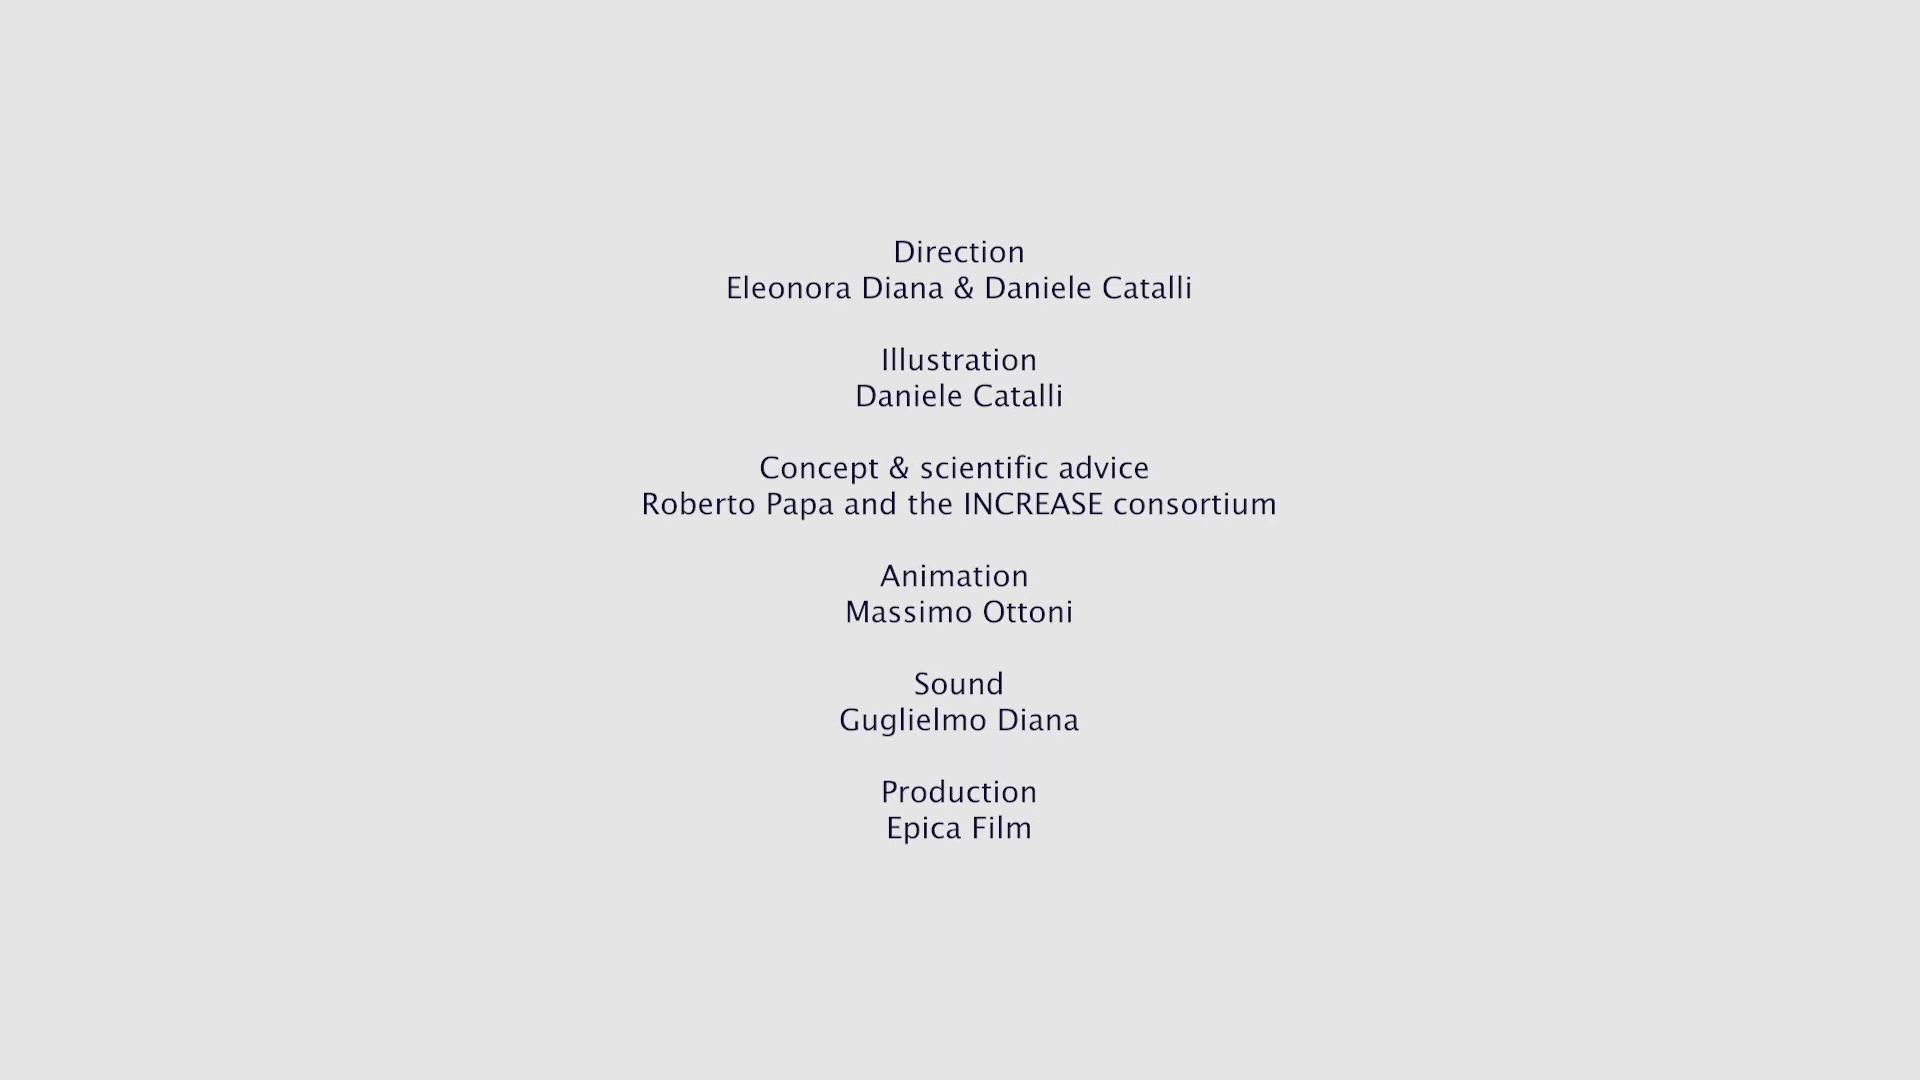 Direction
Eleonora Diana & Daniele Catalli
Illustration
Daniele Catalli
Concept & scientific advice
Roberto Papa and the INCREASE consortium
Animation
Massimo Ottoni
Sound
Guglielmo Diana
Production
Epica Film